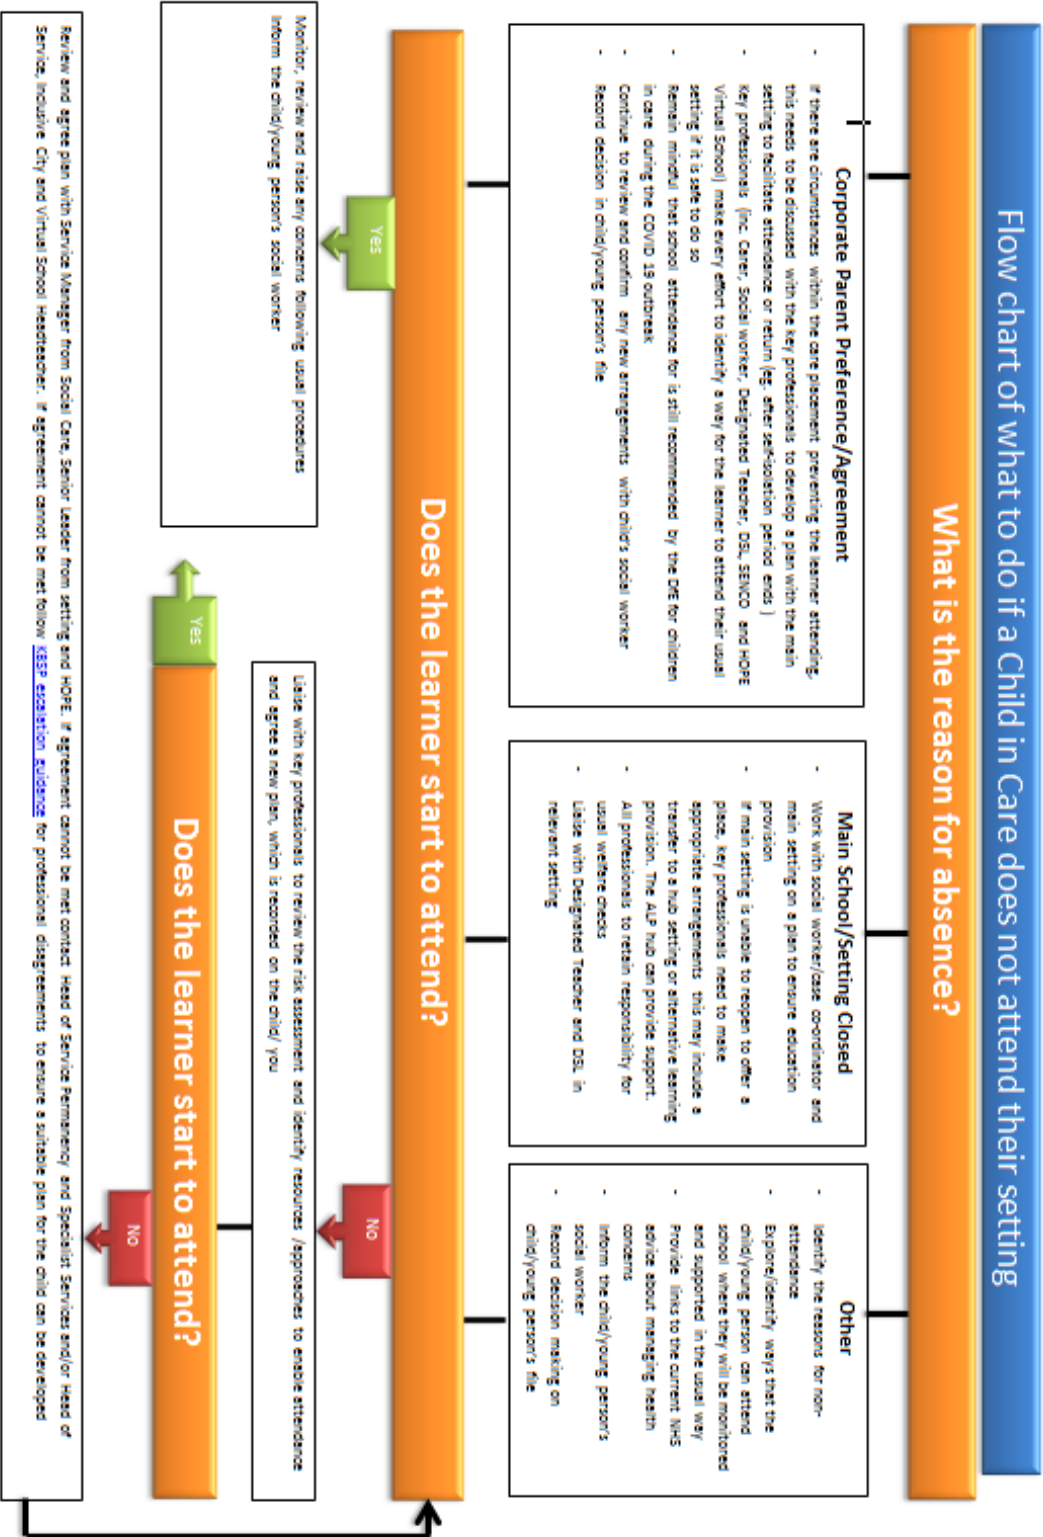 Flow chart of what to do if a Child in Care does not attend their setting
What is the reason for absence?
Corporate Parent Preference/Agreement
- If there are circumstances within the care placement preventing the learner attending,
this needs to be discussed with the key professionals to develop a plan with the main
setting to facilitate attendance or return (eg. after self-isolation period ends )
- Key professionals (inc. Carer, Social worker, Designated Teacher, DSL, SENCO and HOPE
Virtual School) make every effort to identify a way for the learner to attend their usual
setting if it is safe to do so
- Remain mindful that school attendance for is still recommended by the DfE for children
in care during the COVID 19 outbreak
- Continue to review and confirm any new arrangements with child's social worker
- Record decision in child/young person's file
Main School/Setting Closed
- Work with social worker/case co-ordinator and
main setting on a plan to ensure education
provision
- If main setting is unable to reopen to offer a
place, key professionals need to make
appropriate arrangements this may include a
transfer to a hub setting or alternative learning
provision. The ALP hub can provide support.
- All professionals to retain responsibility for
usual welfare checks
- Liaise with Designated Teacher and DSL in
relevant setting
Other
- Identify the reasons for non-
attendance
- Explore/identify ways that the
child/young person can attend
school where they will be monitored
and supported in the usual way
- Provide links to the current NHS
advice about managing health
concerns
- Inform the child/young person's
social worker
- Record decision making on
child/young person's file
Does the learner start to attend?
Yes
No
Monitor, review and raise any concerns following usual procedures
Inform the child/young person's social worker
Liaise with key professionals to review the risk assessment and identify resources /approaches to enable attendance
and agree a new plan, which is recorded on the child/ you
Yes
Does the learner start to attend?
No
Review and agree plan with Service Manager from Social Care, Senior Leader from setting and HOPE. If agreement cannot be met contact Head of Service Permanency and Specialist Services and/or Head of
Service, Inclusive City and Virtual School Headteacher. If agreement cannot be met follow KBSP escalation guidance for professional disagreements to ensure a suitable plan for the child can be developed